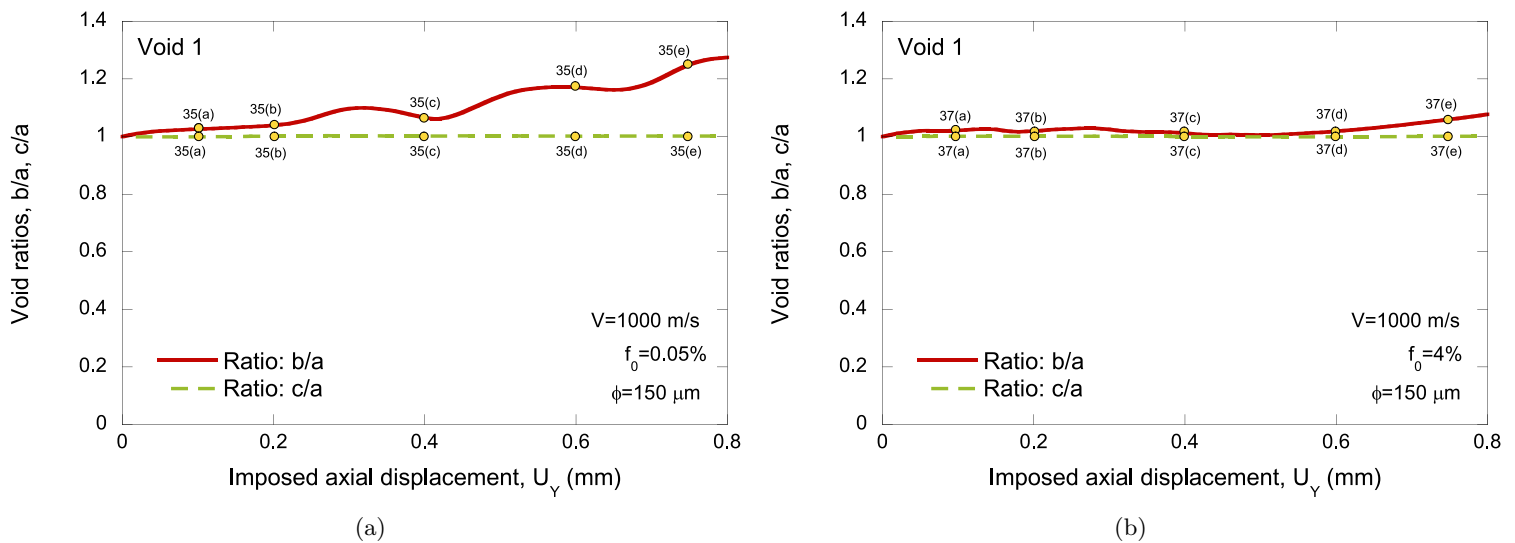 Void 1
Void ratios, b/a, c/a
1.4
1.2
1
0.8
0.6
0.4
0.2
0
35(a)
35(b)
35(c)
35(d)
35(e)
35(a)
35(b)
35(c)
35(d)
35(e)
V=1000 m/s
f0=0.05%
ϕ=150 μm
Ratio: b/a
Ratio: c/a
0
0.2
0.4
0.6
0.8
Imposed axial displacement, UY (mm)
(a)
Void 1
Void ratios, b/a, c/a
1.4
1.2
1
0.8
0.6
0.4
0.2
0
37(a)
37(b)
37(c)
37(d)
37(e)
37(a)
37(b)
37(c)
37(d)
37(e)
V=1000 m/s
f0=4%
ϕ=150 μm
Ratio: b/a
Ratio: c/a
0
0.2
0.4
0.6
0.8
Imposed axial displacement, UY (mm)
(b)